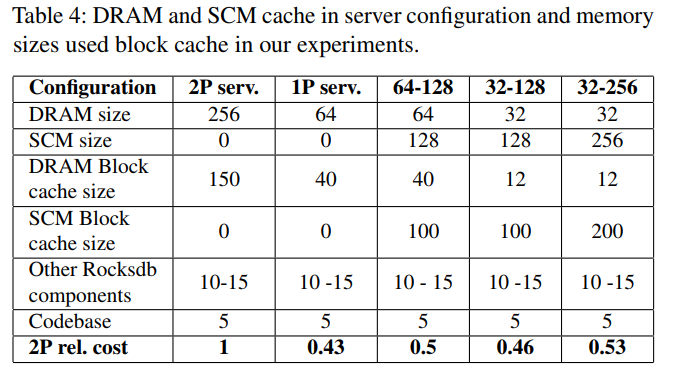 Table 4: DRAM and SCM cache in server configuration and memory
sizes used block cache in our experiments.
Configuration 2P serv. 1P serv. 64-128 32-128 32-256
DRAM size 256 64 64 32 32
SCM size 0 0 128 128 256
DRAM Block
cache size 150 40 40 12 12
SCM Block
cache size 0 0 100 100 200
Other Rocksdb
components 10-15 10 -15 10 - 15 10 -15 10 -15
Codebase 5 5 5 5 5
2P rel. cost 1 0.43 0.5 0.46 0.53